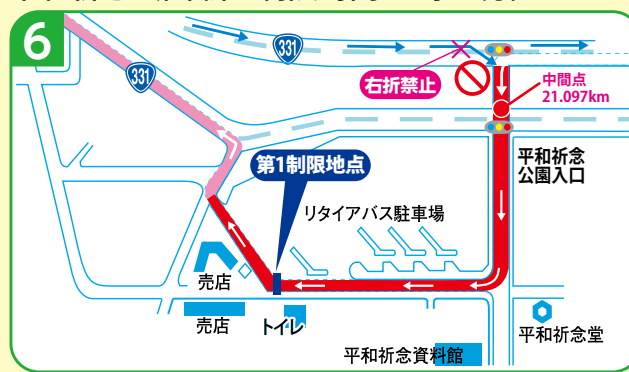 6
331
331
右折禁止
中間点
21.097km
第1制限地点
平和祈念
公園入口
リタイアバス駐車場
売店
売店
トイレ
平和祈念資料館
平和祈念堂